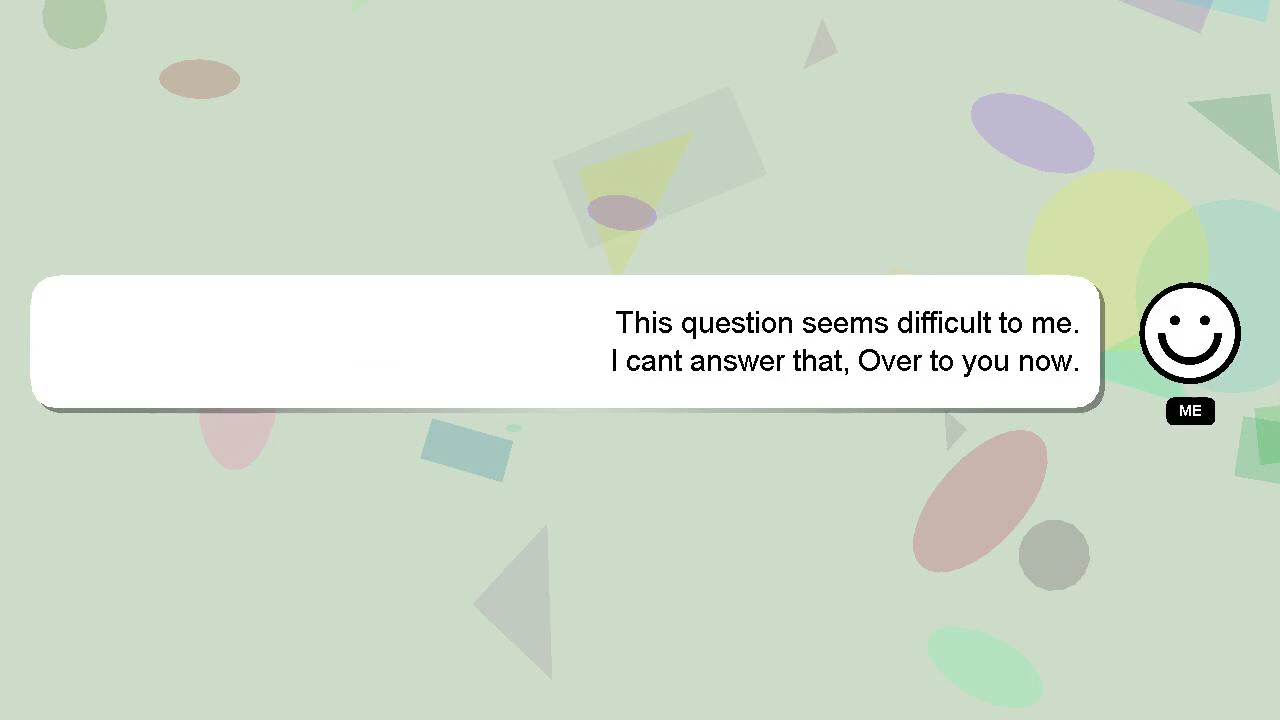 This question seems difficult to me.
I cant answer that, Over to you now.
ME